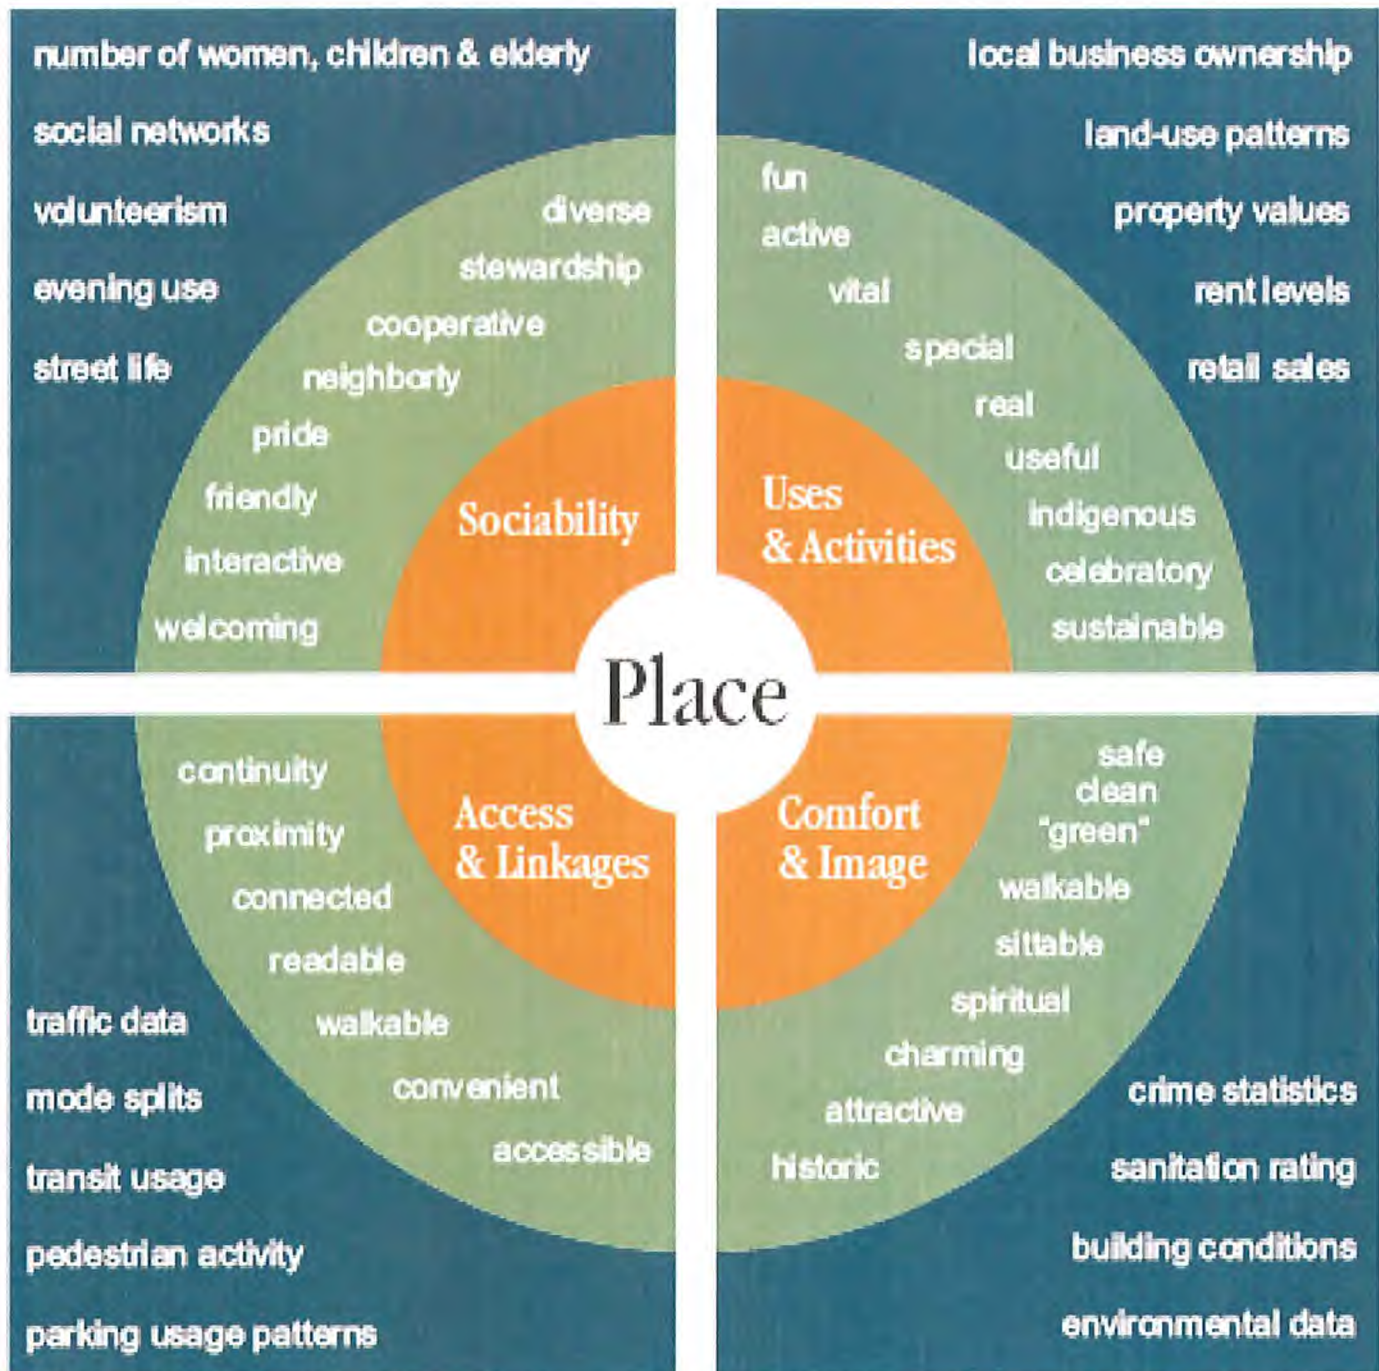 number of women, children & elderly
social networks
volunteerism
evening use
street life
diverse
stewardship
cooperative
neighborly
pride
friendly
interactive
welcoming
Sociability
local business ownership
land-use patterns
property values
rent levels
retail sales
fun
active
vital
special
real
useful
indigenous
celebratory
sustainable
Uses
& Activities
Place
continuity
proximity
connected
readable
walkable
convenient
accessible
Access
& Linkages
traffic data
mode splits
transit usage
pedestrian activity
parking usage patterns
Comfort
& Image
safe
clean
"green"
walkable
sittable
spiritual
charming
attractive
historic
crime statistics
sanitation rating
building conditions
environmental data